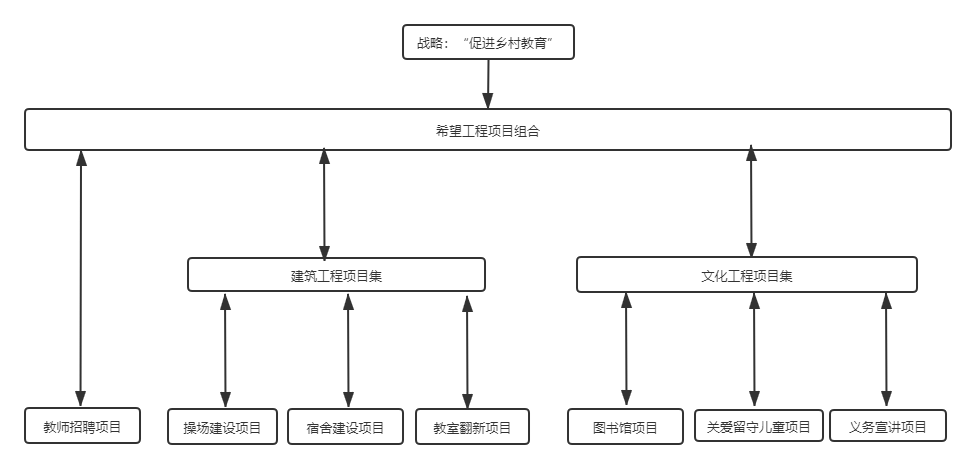 战略：“促进乡村教育”
希望工程项目组合
建筑工程项目集
文化工程项目集
教师招聘项目
操场建设项目
宿舍建设项目
教室翻新项目
图书馆项目
关爱留守儿童项目
义务宣讲项目